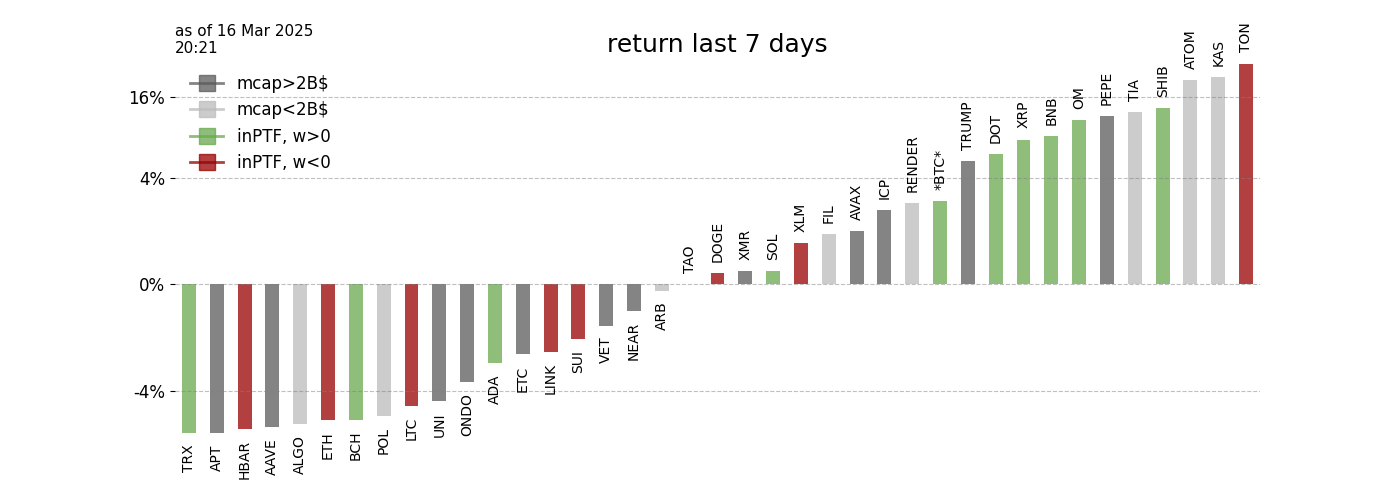 as of 16 Mar 2025
20:21
return last 7 days
mcap>2B$
mcap<2B$
inPTF, w>0
inPTF, w<0
16%
4%
0%
-4%
TRX
APT
HBAR
AAVE
ALGO
ETH
BCH
POL
LTC
UNI
ONDO
ADA
ETC
LINK
SUI
VET
NEAR
ARB
TAO
DOGE
XMR
SOL
XLM
FIL
AVAX
ICP
RENDER
*BTC*
TRUMP
DOT
XRP
BNB
OM
PEPE
TIA
SHIB
ATOM
KAS
TON